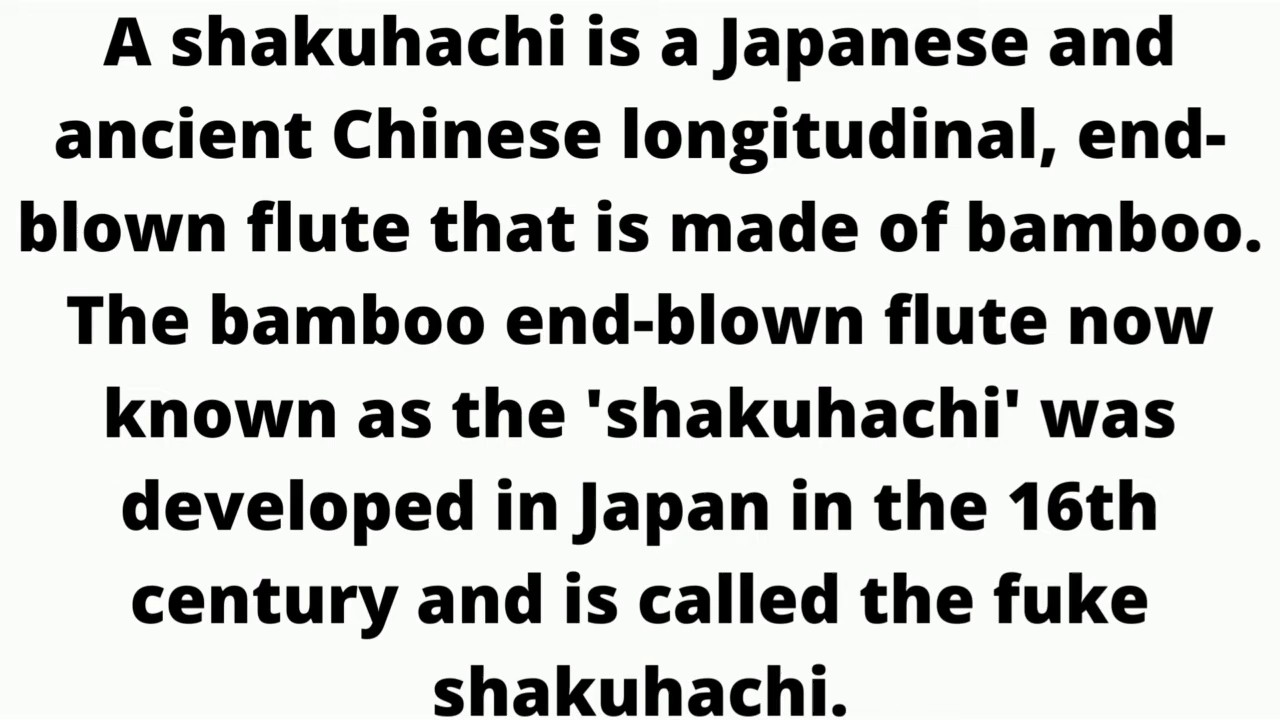 A shakuhachi is a Japanese and
ancient Chinese longitudinal, end-
blown flute that is made of bamboo.
The bamboo end-blown flute now
known as the 'shakuhachi' was
developed in Japan in the 16th
century and is called the fuke
shakuhachi.